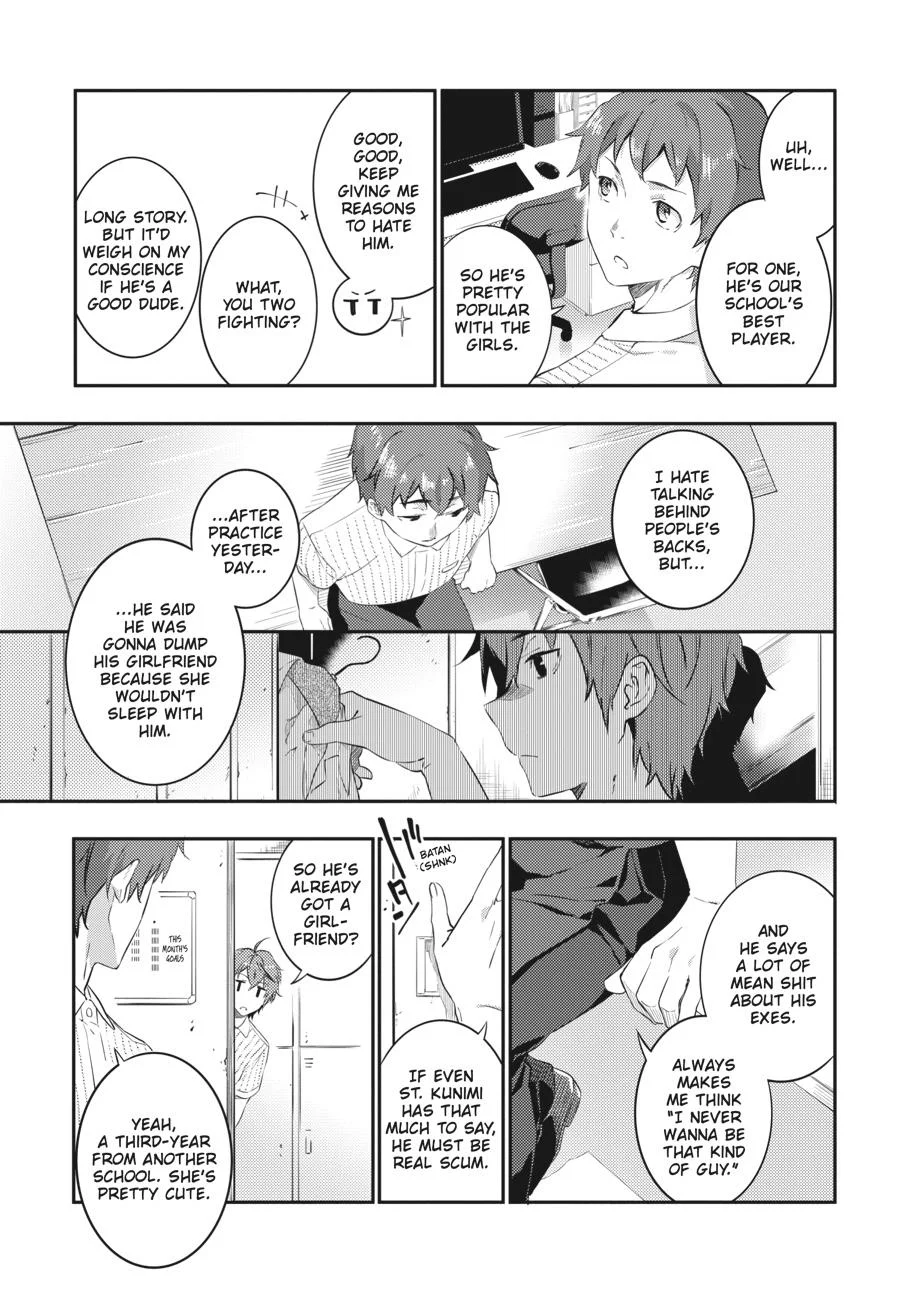 UH,
WELL...
FOR ONE,
HE'S OUR
SCHOOL'S
BEST
PLAYER.
SO HE'S
PRETTY
POPULAR
WITH THE
GIRLS.
GOOD,
GOOD,
KEEP
GIVING ME
REASONS
TO HATE
HIM.
WHAT,
YOU TWO
FIGHTING?
LONG STORY.
BUT IT'D
WEIGH ON MY
CONSCIENCE
IF HE'S A
GOOD DUDE.
I HATE
TALKING
BEHIND
PEOPLE'S
BACKS,
BUT...
...AFTER
PRACTICE
YESTER-
DAY...
...HE SAID
HE WAS
GONNA DUMP
HIS GIRLFRIEND
BECAUSE SHE
WOULDN'T
SLEEP WITH
HIM.
AND
HE SAYS
A LOT OF
MEAN SHIT
ABOUT HIS
EXES.
ALWAYS
MAKES
ME THINK
"I NEVER
WANNA BE
THAT KIND
OF GUY."
バタン
BATAN
(SHNK)
IF EVEN
ST. KUNIMI
HAS THAT
MUCH TO SAY,
HE MUST BE
REAL SCUM.
SO HE'S
ALREADY
GOT A
GIRL-
FRIEND?
THIS
MONTH'S
GOALS
YEAH,
A THIRD-YEAR
FROM ANOTHER
SCHOOL. SHE'S
PRETTY CUTE.